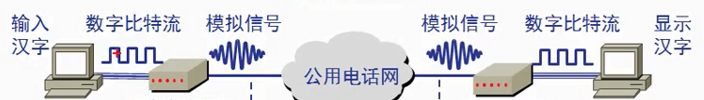 输入
汉字
数字比特流
模拟信号
公用电话网
模拟信号
数字比特流
显示
汉字